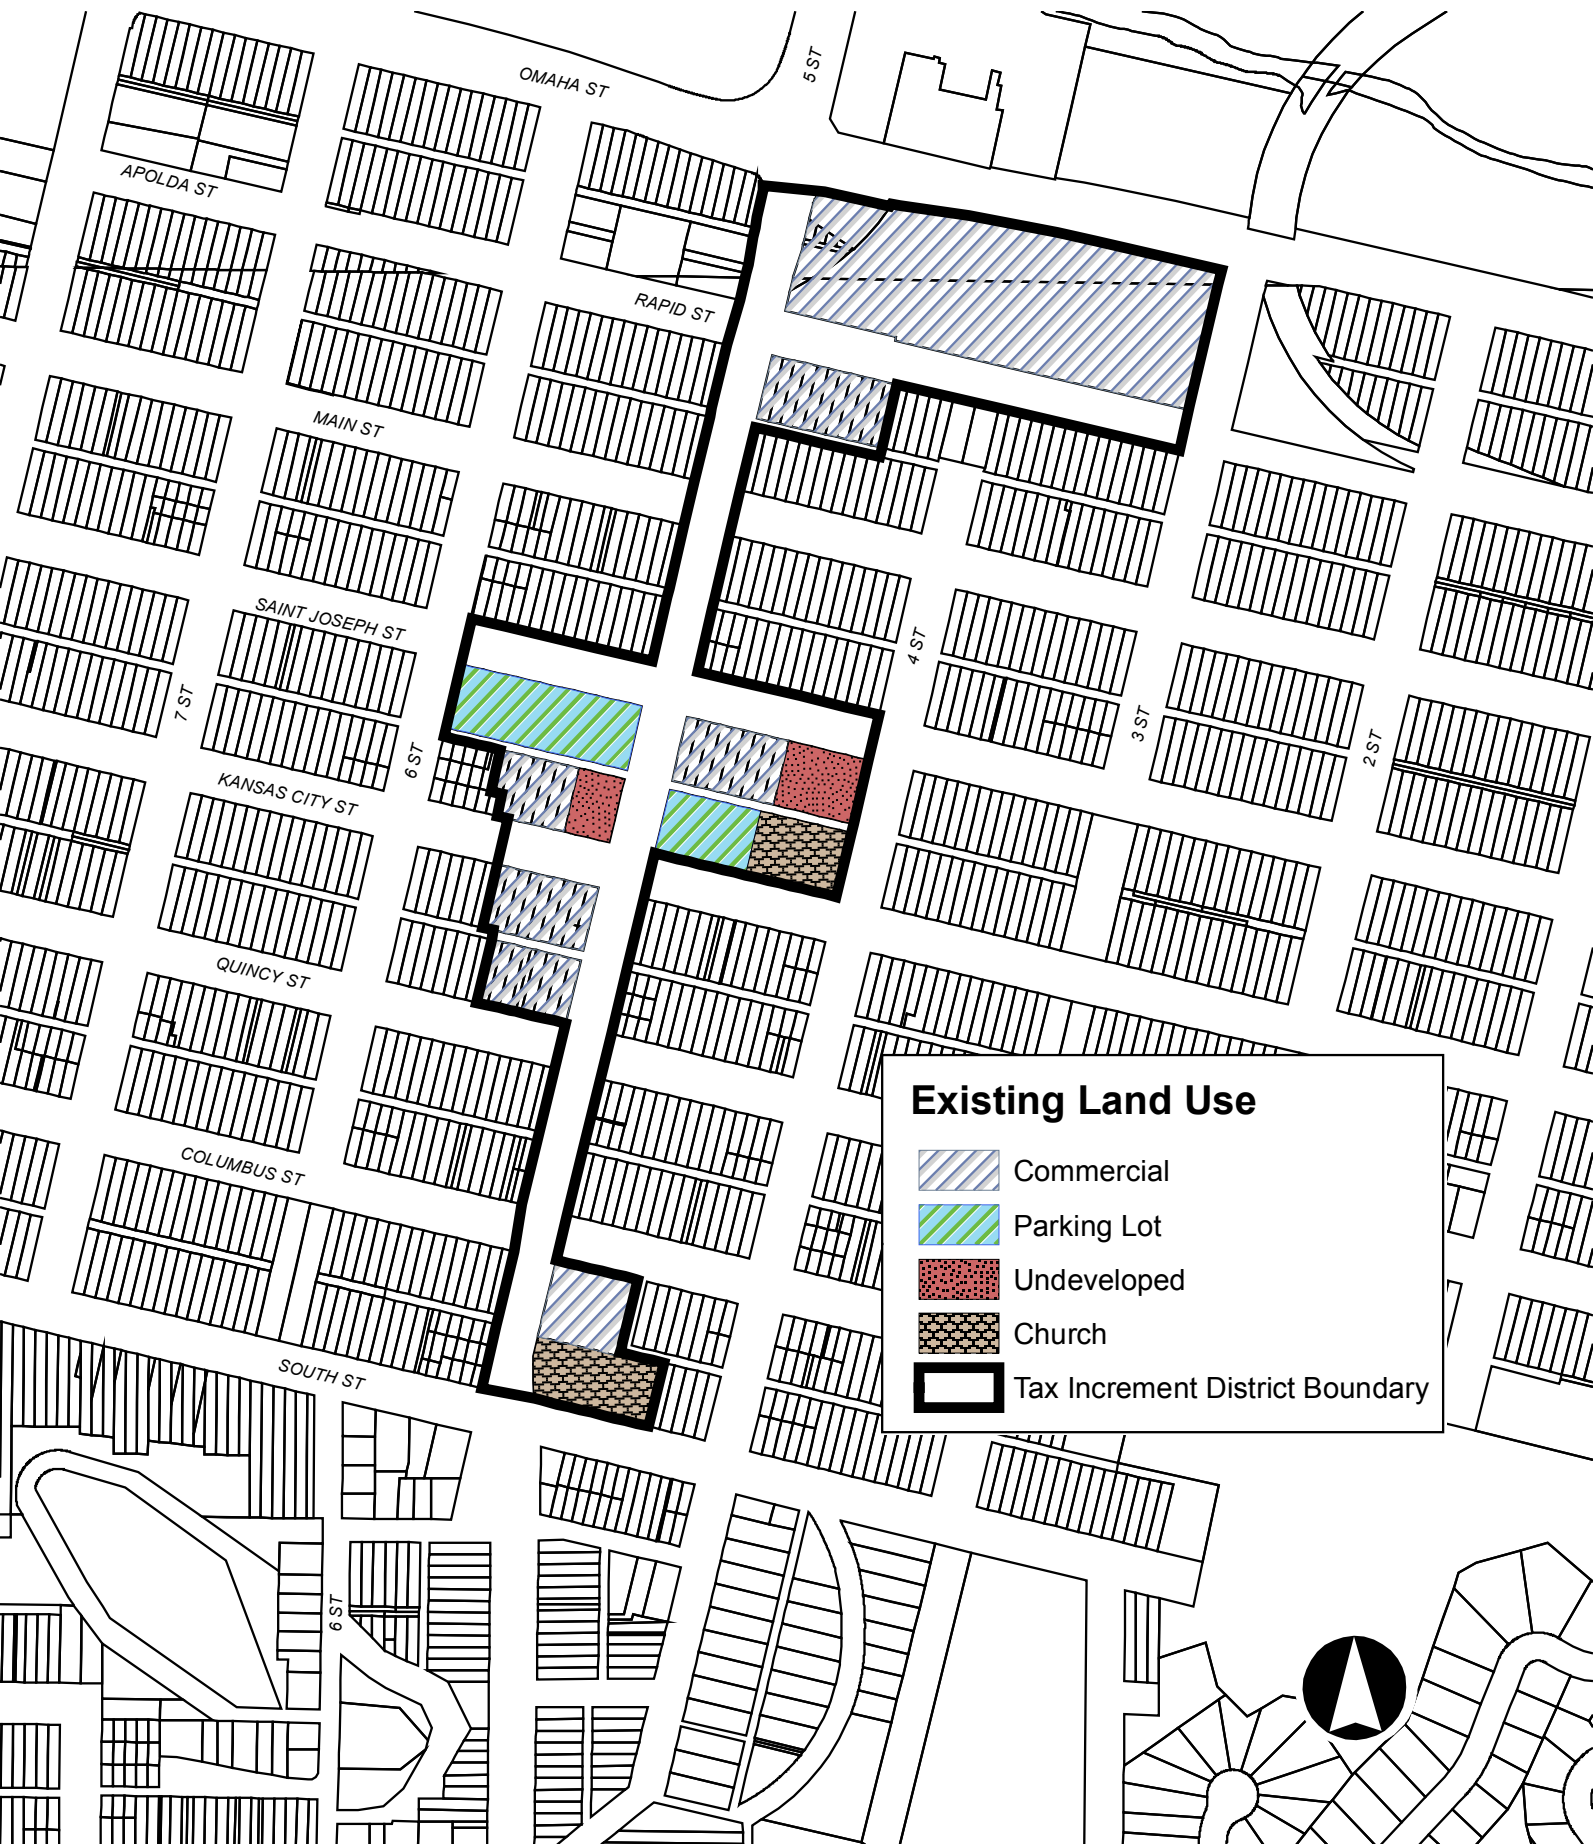 OMAHA ST
5 ST
APOLDA ST
RAPID ST
MAIN ST
SAINT JOSEPH ST
4 ST
7 ST
3 ST
2 ST
6 ST
KANSAS CITY ST
QUINCY ST
Existing Land Use
Commercial
COLUMBUS ST
Parking Lot
Undeveloped
Church
SOUTH ST
Tax Increment District Boundary
6 ST